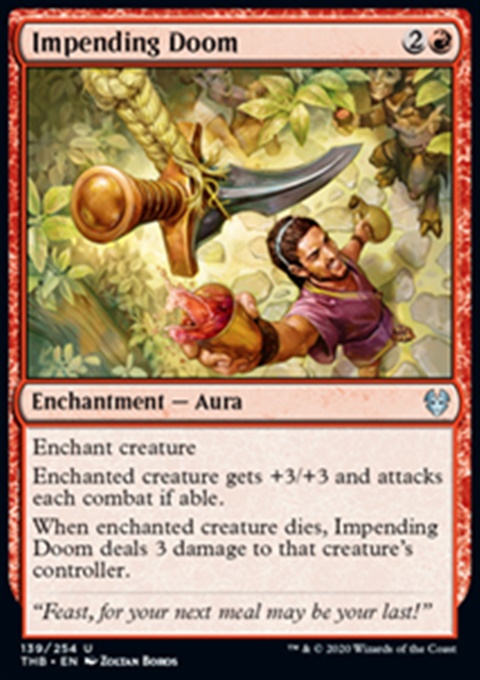 Impending Doom 2
Enchantment — Aura
Enchant creature
Enchanted creature gets +3/+3 and attacks
each combat if able.
When enchanted creature dies, Impending
Doom deals 3 damage to that creature's
controller.
“Feast, for your next meal may be your last!”
139/254 U
THB • EN Zoltan Boros
™ & © 2020 Wizards of the Coast